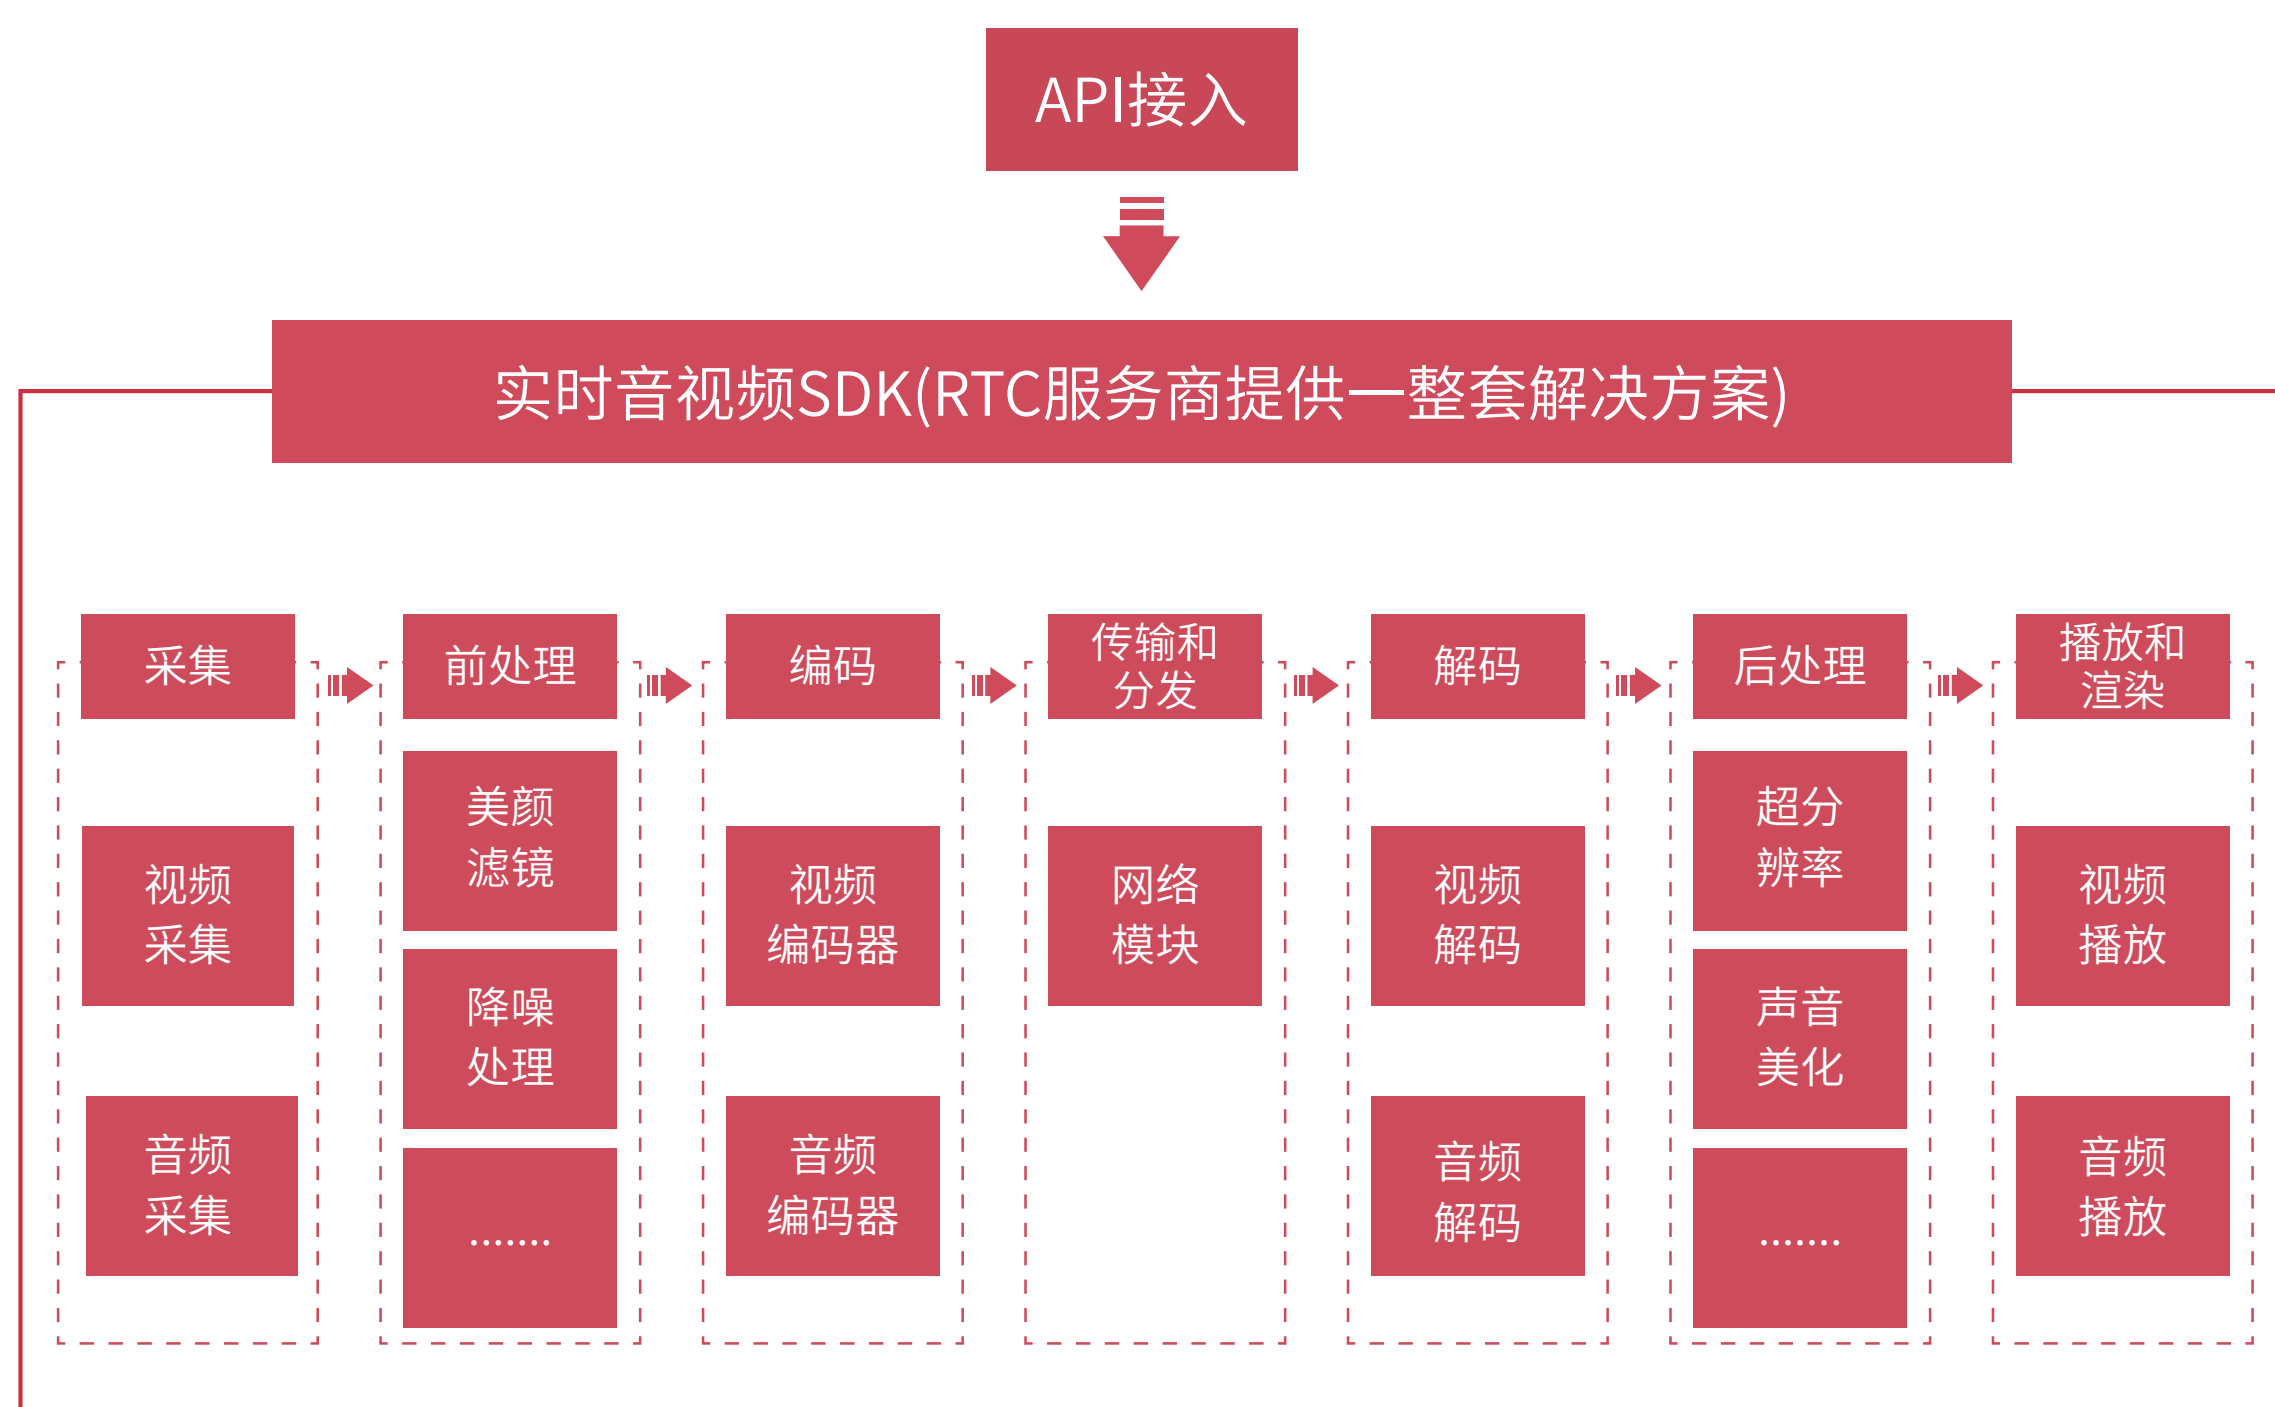 API接入
实时音视频SDK(RTC服务商提供一整套解决方案)
采集
视频
采集
音频
采集
前处理
美颜
滤镜
降噪
处理
.......
编码
视频
编码器
音频
编码器
传输和
分发
网络
模块
解码
视频
解码
音频
解码
后处理
超分
辨率
声音
美化
.......
播放和
渲染
视频
播放
音频
播放